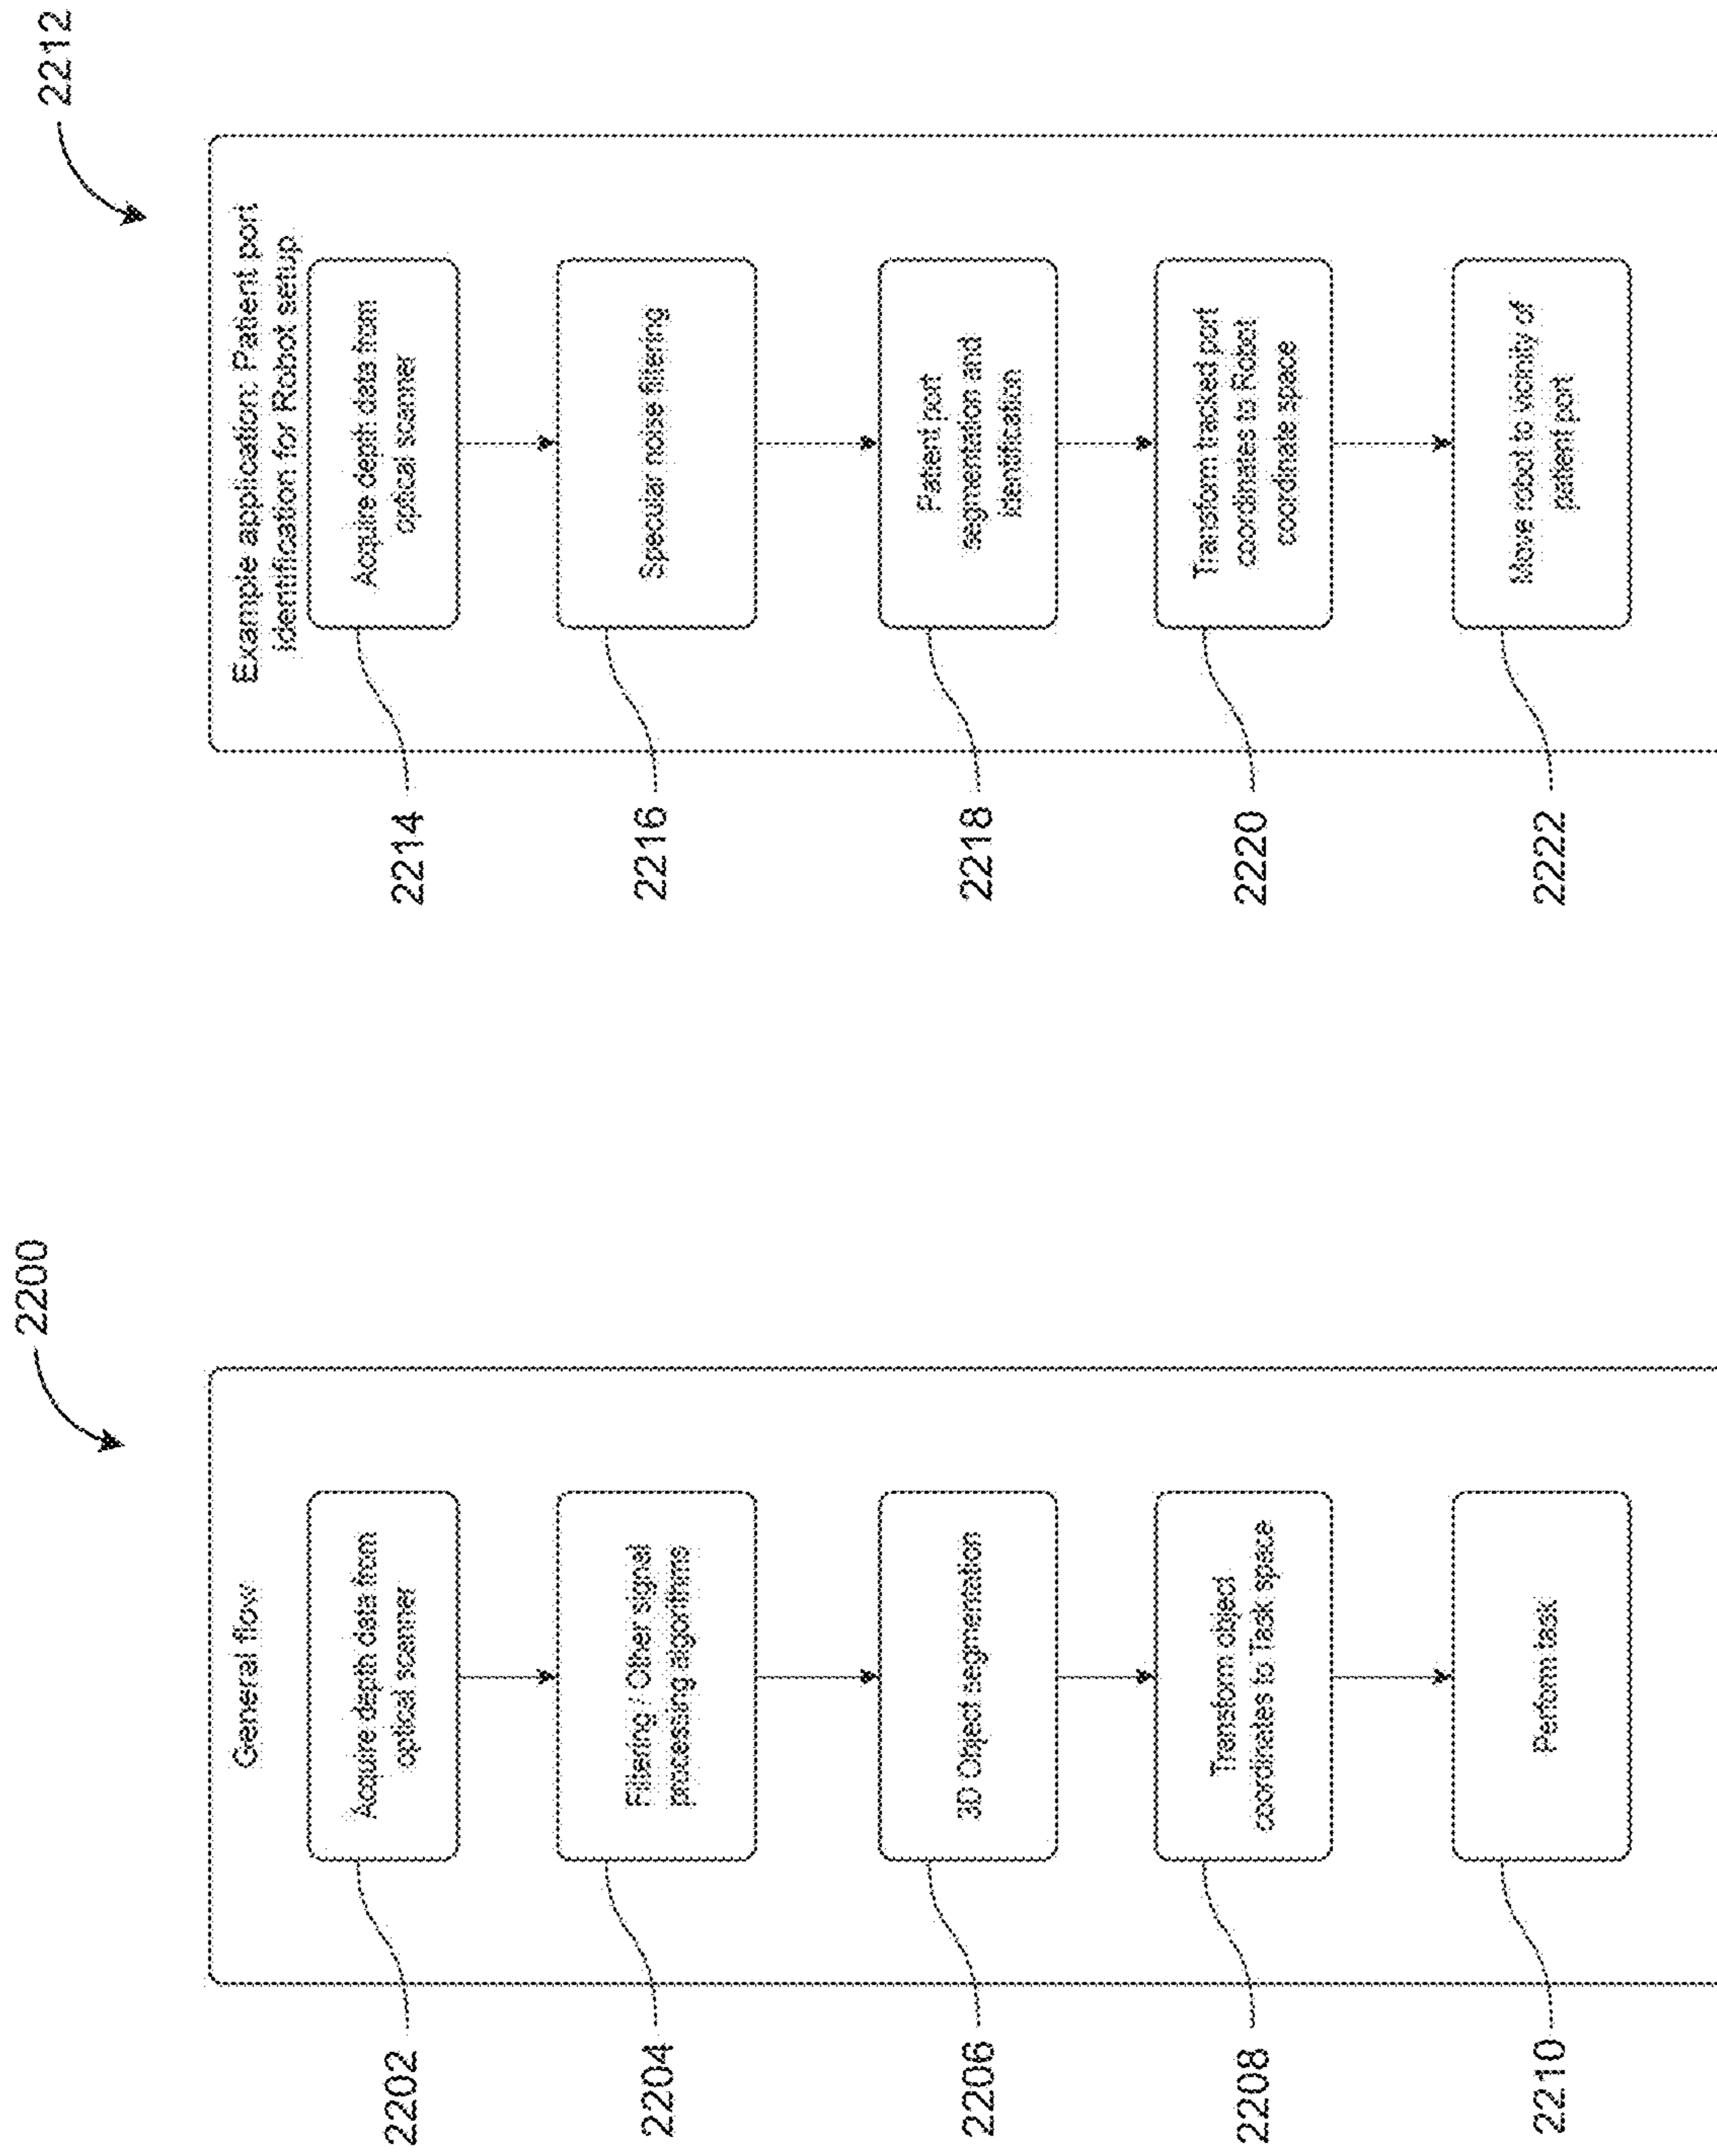 2200
General flow
2202
Acquire depth data from
optical scanner
2204
Filtering / Other signal
processing algorithms
2206
3D Object segmentation
2208
Transform object
coordinates to Task space
2210
Perform task
2212
Example application: Patient port
identification for Robot setup
2214
Acquire depth data from
optical scanner
2216
Specular noise filtering
2218
Patient port
segmentation and
identification
2220
Transform tracked port
coordinates to Robot
coordinate space
2222
Move robot to vicinity of
patient port